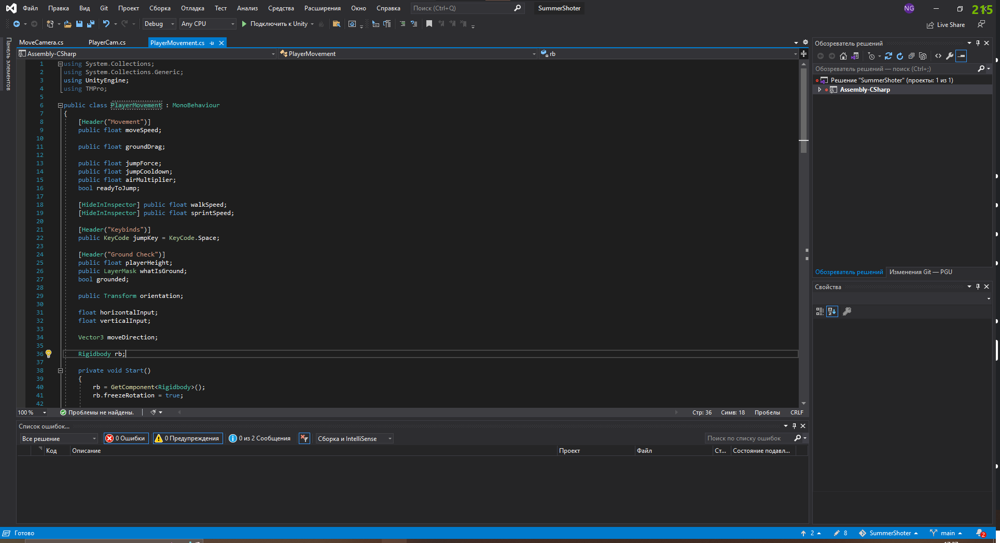 Файл Правка Вид Git Проект Сборка Отладка Тест Анализ Средства Расширения Окно Справка Поиск (Ctrl+Q) SummerShoter NG 215
Debug Any CPU Подключить к Unity Live Share
Панель элементов
MoveCamera.cs PlayerCam.cs PlayerMovement.cs
Assembly-CSharp PlayerMovement rb
1 using System.Collections;
2 using System.Collections.Generic;
3 using UnityEngine;
4 using TMPro;
5
6 public class PlayerMovement : MonoBehaviour
7 {
8 [Header("Movement")]
9 public float moveSpeed;
10
11 public float groundDrag;
12
13 public float jumpForce;
14 public float jumpCooldown;
15 public float airMultiplier;
16 bool readyToJump;
17
18 [HideInInspector] public float walkSpeed;
19 [HideInInspector] public float sprintSpeed;
20
21 [Header("Keybinds")]
22 public KeyCode jumpKey = KeyCode.Space;
23
24 [Header("Ground Check")]
25 public float playerHeight;
26 public LayerMask whatIsGround;
27 bool grounded;
28
29 public Transform orientation;
30
31 float horizontalInput;
32 float verticalInput;
33
34 Vector3 moveDirection;
35
36 Rigidbody rb;
37
38 private void Start()
39 {
40 rb = GetComponent<Rigidbody>();
41 rb.freezeRotation = true;
42
100 % Проблемы не найдены. Стр: 36 Симв: 18 Пробелы CRLF
Список ошибок...
Все решение 0 Ошибки 0 Предупреждения 0 из 2 Сообщения Сборка и IntelliSense Поиск по списку ошибок
Код Описание Проект Файл Ст... Состояние подавл...
Обозреватель решений
Обозреватель решений — поиск (Ctrl+;)
Решение "SummerShoter" (проекты: 1 из 1)
Assembly-CSharp
Обозреватель решений Изменения Git — PGU
Свойства
Готово 2 8 SummerShoter main 2